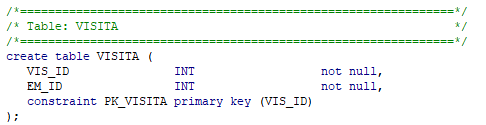 /*==============================================================*/
/* Table: VISITA                                                */
/*==============================================================*/
create table VISITA (
   VIS_ID               INT                  not null,
   EM_ID                INT                  not null,
   constraint PK_VISITA primary key (VIS_ID)
);